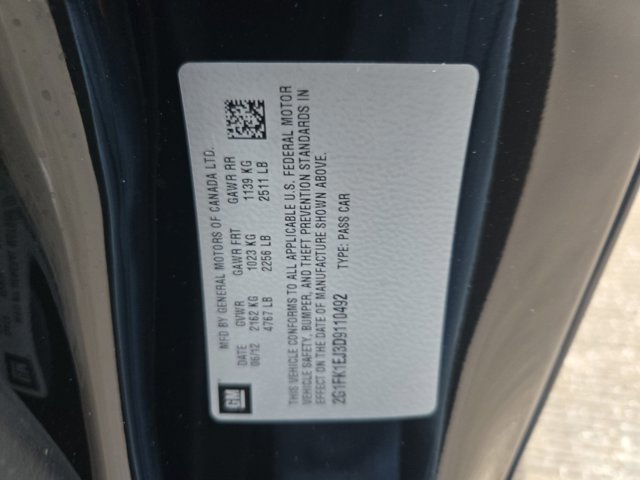 GM
MFD BY GENERAL MOTORS OF CANADA LTD.
DATE GVWR GAWR FRT GAWR RR
06/12 2162 KG 1023 KG 1139 KG
4767 LB 2256 LB 2511 LB
THIS VEHICLE CONFORMS TO ALL APPLICABLE U.S. FEDERAL MOTOR
VEHICLE SAFETY, BUMPER, AND THEFT PREVENTION STANDARDS IN
EFFECT ON THE DATE OF MANUFACTURE SHOWN ABOVE.
2G1FK1EJ3D9110492 TYPE: PASS CAR